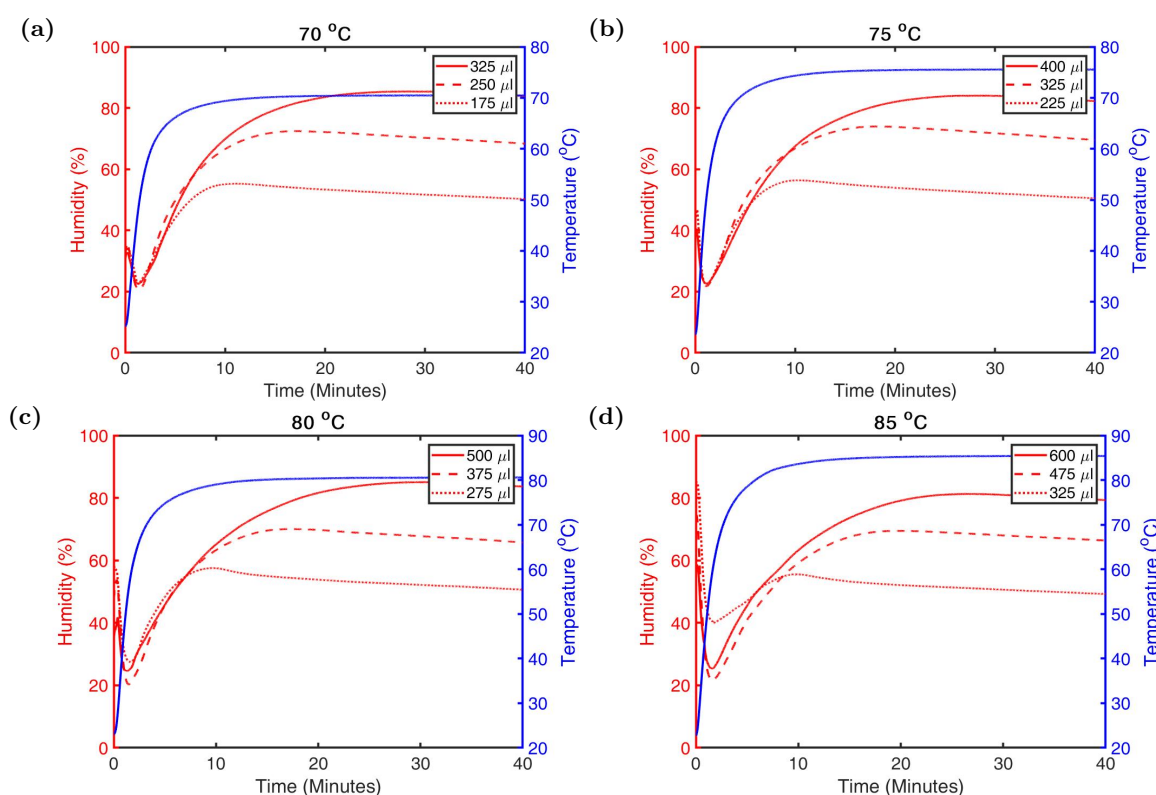 (a)
70 °C
100
80
60
40
20
0
Humidity (%)
325 µl
250 µl
175 µl
80
70
60
50
40
30
20
Temperature (°C)
0 10 20 30 40
Time (Minutes)
(b)
75 °C
100
80
60
40
20
0
Humidity (%)
400 µl
325 µl
225 µl
80
70
60
50
40
30
20
Temperature (°C)
0 10 20 30 40
Time (Minutes)
(c)
80 °C
100
80
60
40
20
0
Humidity (%)
500 µl
375 µl
275 µl
90
80
70
60
50
40
30
20
Temperature (°C)
0 10 20 30 40
Time (Minutes)
(d)
85 °C
100
80
60
40
20
0
Humidity (%)
600 µl
475 µl
325 µl
90
80
70
60
50
40
30
20
Temperature (°C)
0 10 20 30 40
Time (Minutes)